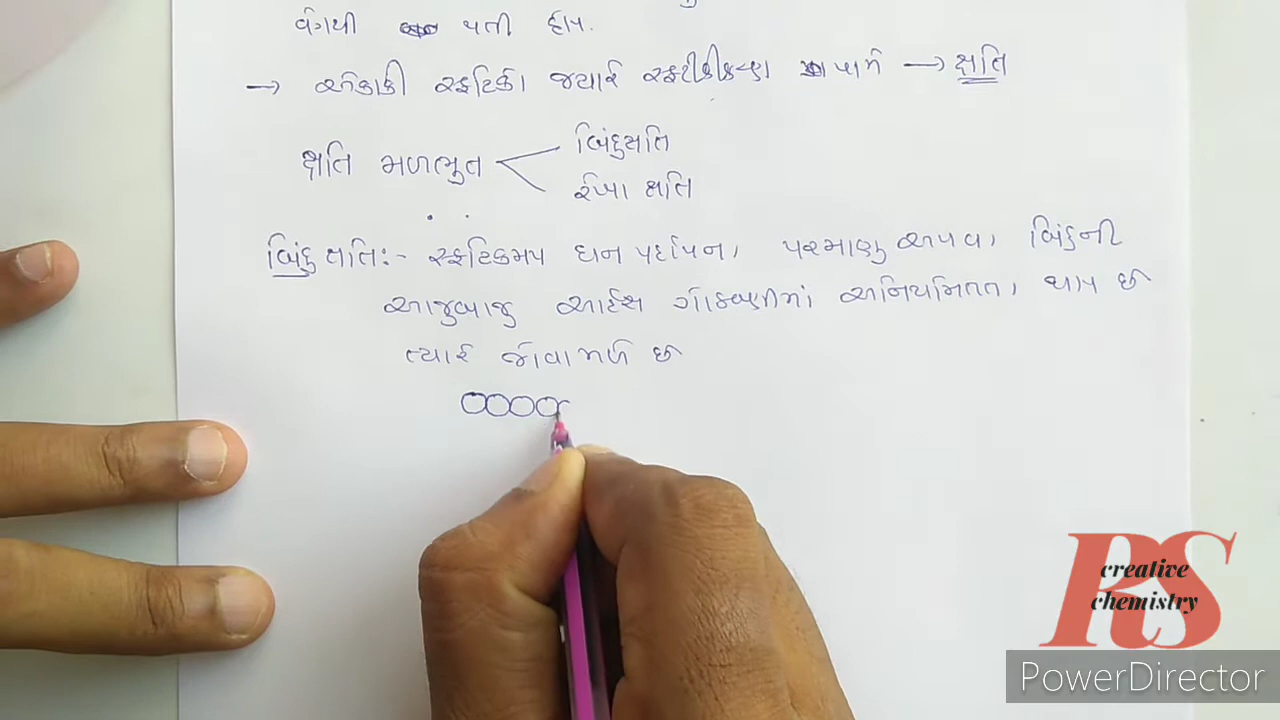 વેગથી થતી હોય.
→ એકાકી સ્ફટિકો જ્યારે સ્ફટીકીકરણ પામે → ક્ષતિ
ક્ષતિ મળભુત
બિંદુક્ષતિ
રેખા ક્ષતિ
બિંદુ ક્ષતિ:- સ્ફટિકમય ઘન પદાર્થના, પરમાણુ અથવા બિંદુની
આજુબાજુ આદર્શ ગોઠવણીમાં અનિયમિતતા થાય છે
ત્યારે જોવા મળે છે
RS
creative
chemistry
PowerDirector